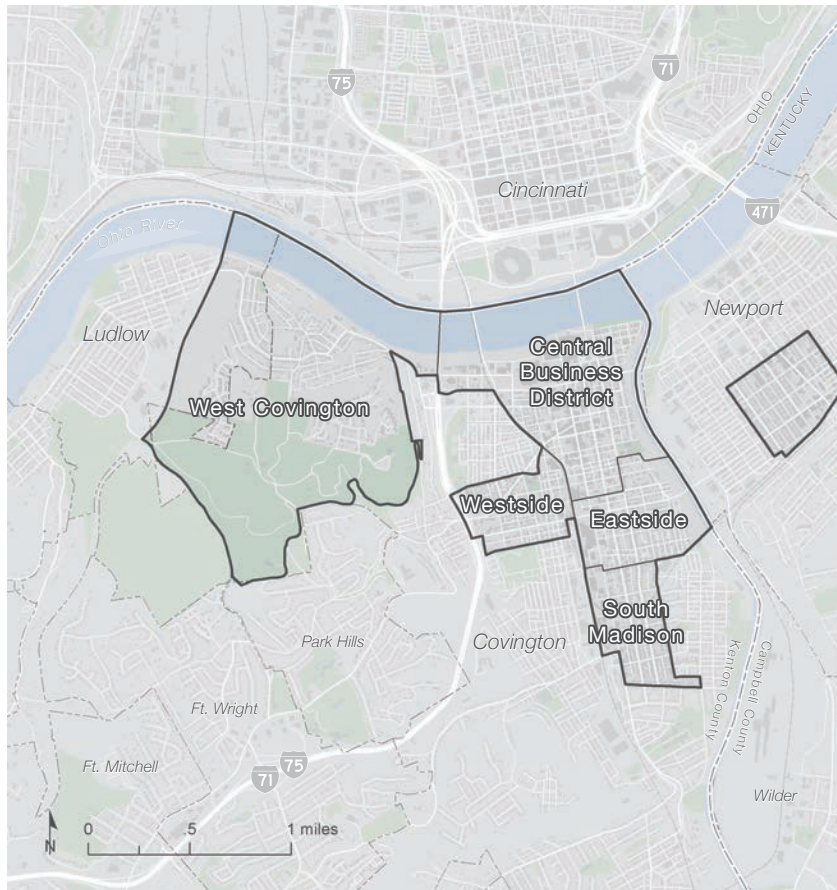 75
71
OHIO
KENTUCKY
Cincinnati
471
Ohio River
Newport
Ludlow
Central
Business
District
West Covington
Westside
Eastside
South
Madison
Covington
Park Hills
Kenton County
Campbell County
Ft. Wright
Ft. Mitchell
75
71
Wilder
0
.5
1 miles
N